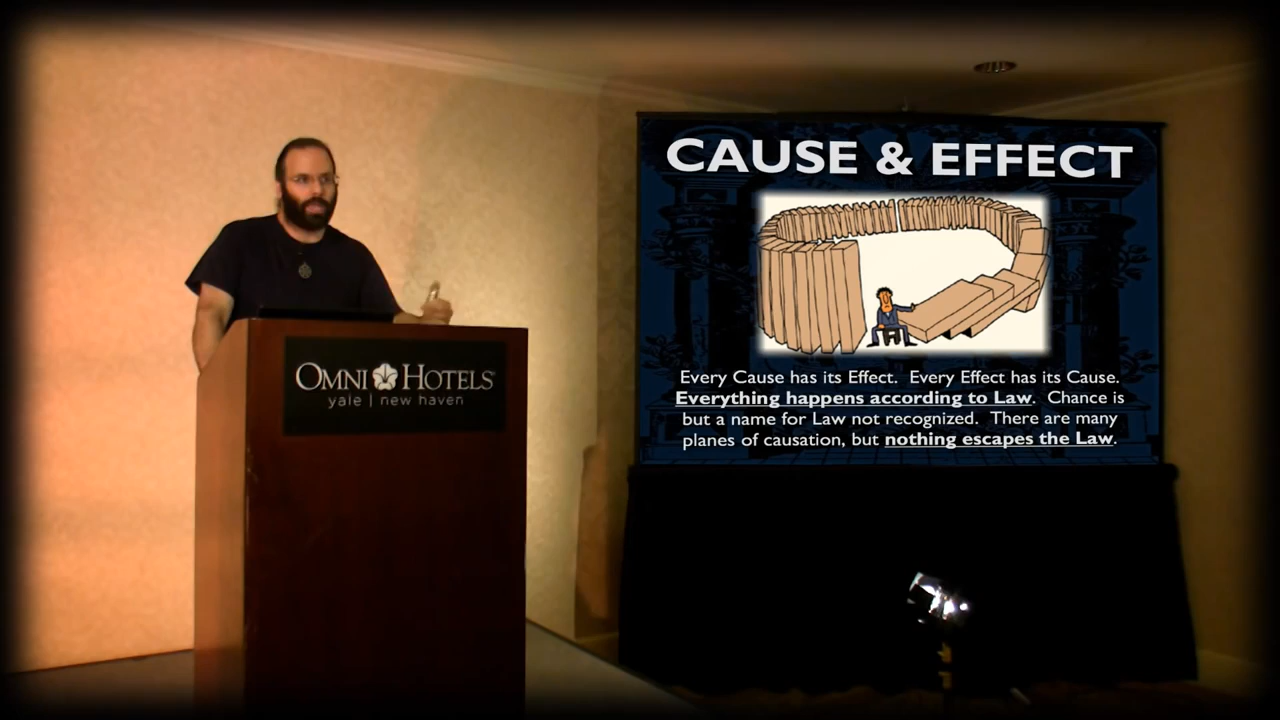 CAUSE & EFFECT
Every Cause has its Effect. Every Effect has its Cause.
Everything happens according to Law. Chance is
but a name for Law not recognized. There are many
planes of causation, but nothing escapes the Law.
OMNI HOTELS
yale | new haven